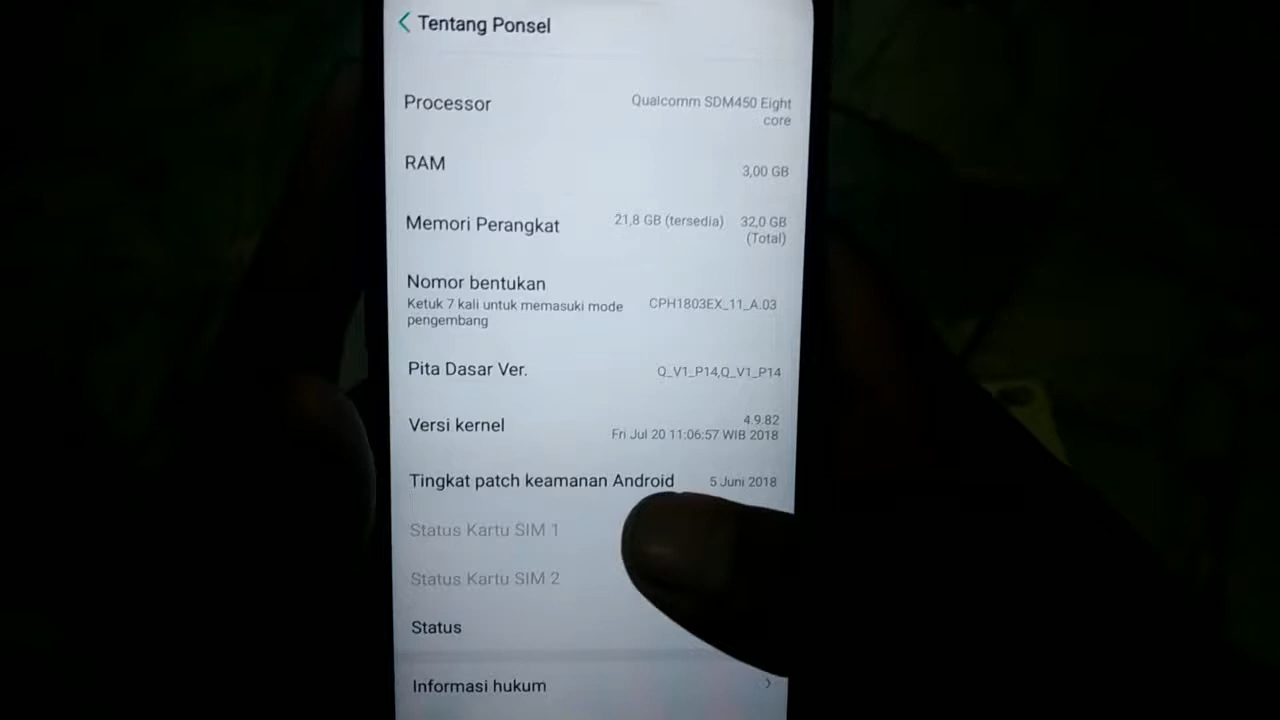 Tentang Ponsel
Processor
Qualcomm SDM450 Eight
core
RAM
3,00 GB
Memori Perangkat
21,8 GB (tersedia)
32,0 GB
(Total)
Nomor bentukan
Ketuk 7 kali untuk memasuki mode
pengembang
CPH1803EX_11_A.03
Pita Dasar Ver.
Q_V1_P14,Q_V1_P14
Versi kernel
4.9.82
Fri Jul 20 11:06:57 WIB 2018
Tingkat patch keamanan Android
5 Juni 2018
Status Kartu SIM 1
Status Kartu SIM 2
Status
Informasi hukum